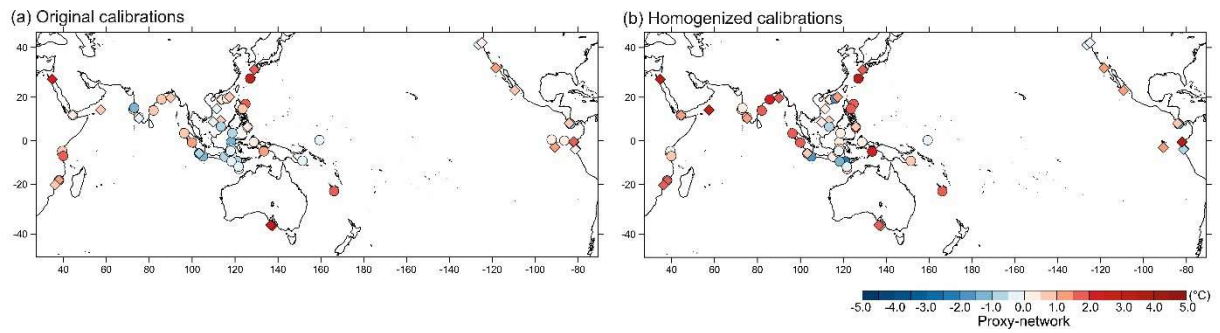 (a) Original calibrations
(b) Homogenized calibrations
40 40
20 20
0 0
-20 -20
-40 -40
40 60 80 100 120 140 160 180 -160 -140 -120 -100 -80
40 60 80 100 120 140 160 180 -160 -140 -120 -100 -80
(°C)
-5.0 -4.0 -3.0 -2.0 -1.0 0.0 1.0 2.0 3.0 4.0 5.0
Proxy-network